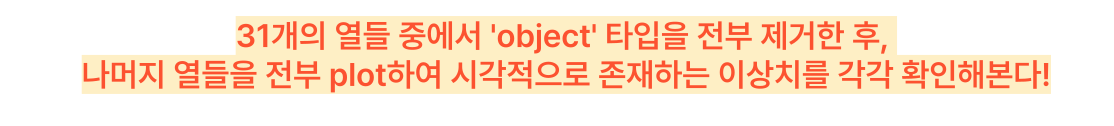 31개의 열들 중에서 'object' 타입을 전부 제거한 후,
나머지 열들을 전부 plot하여 시각적으로 존재하는 이상치를 각각 확인해본다!